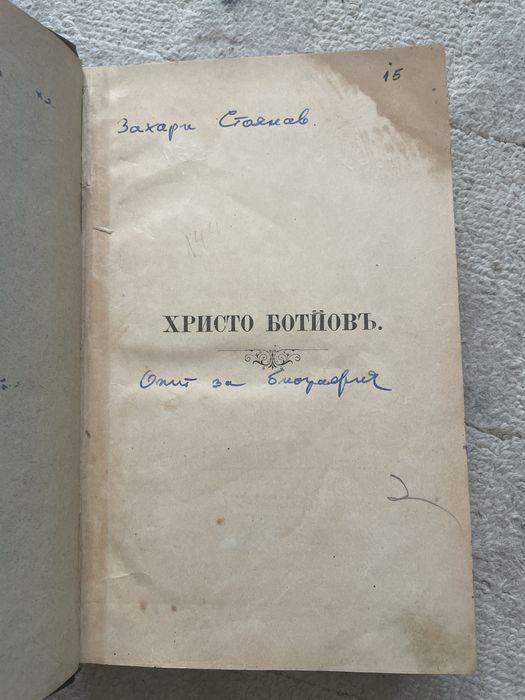 15
Захари Стоянов.
144
ХРИСТО БОТЙОВЪ.
Опит за биография